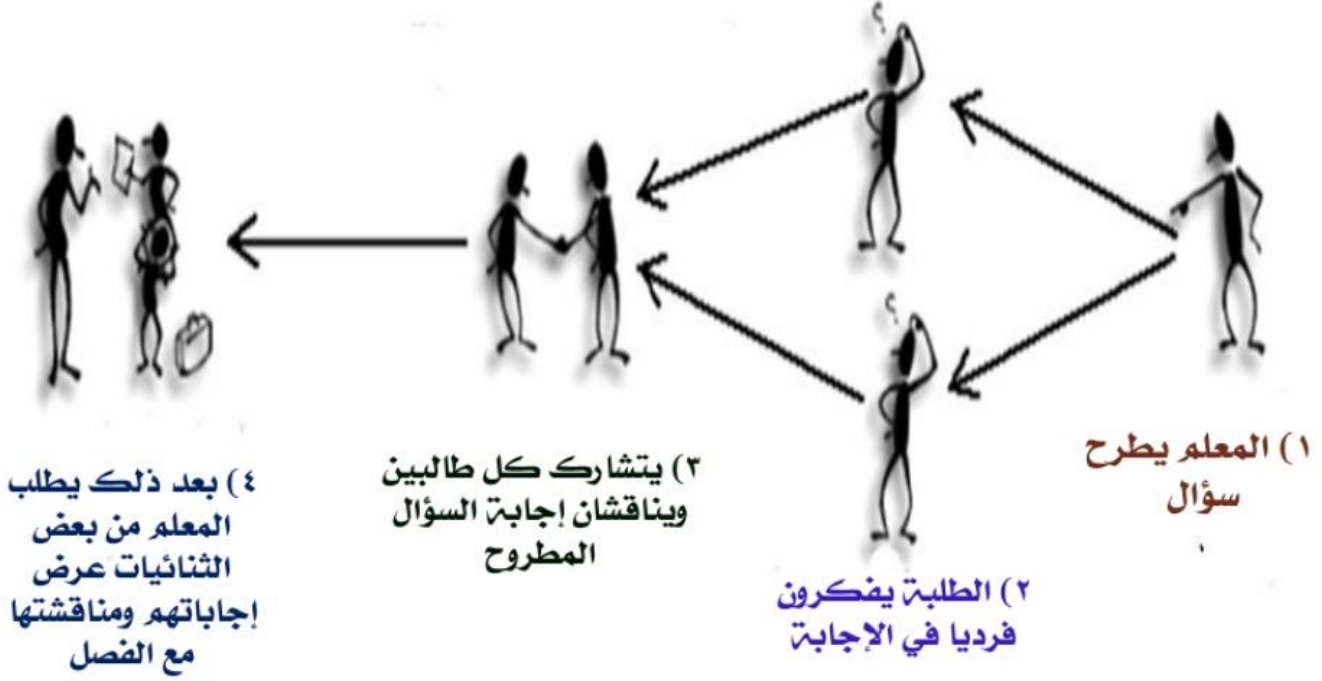 ١) المعلم يطرح
سؤال
٢) الطلبة يفكرون
فرديا في الإجابة
٣) يتشارك كل طالبين
ويناقشان إجابة السؤال
المطروح
٤) بعد ذلك يطلب
المعلم من بعض
الثنائيات عرض
إجاباتهم ومناقشتها
مع الفصل
؟
؟